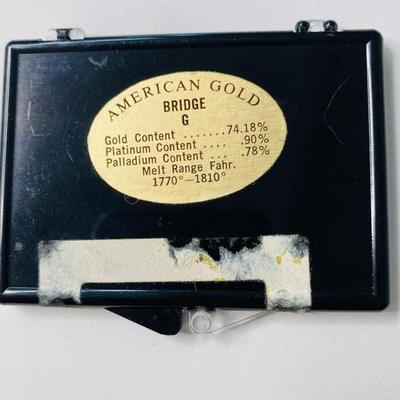 AMERICAN GOLD
BRIDGE
G
Gold Content .......74.18%
Platinum Content .... .90%
Palladium Content ... .78%
Melt Range Fahr.
1770°—1810°